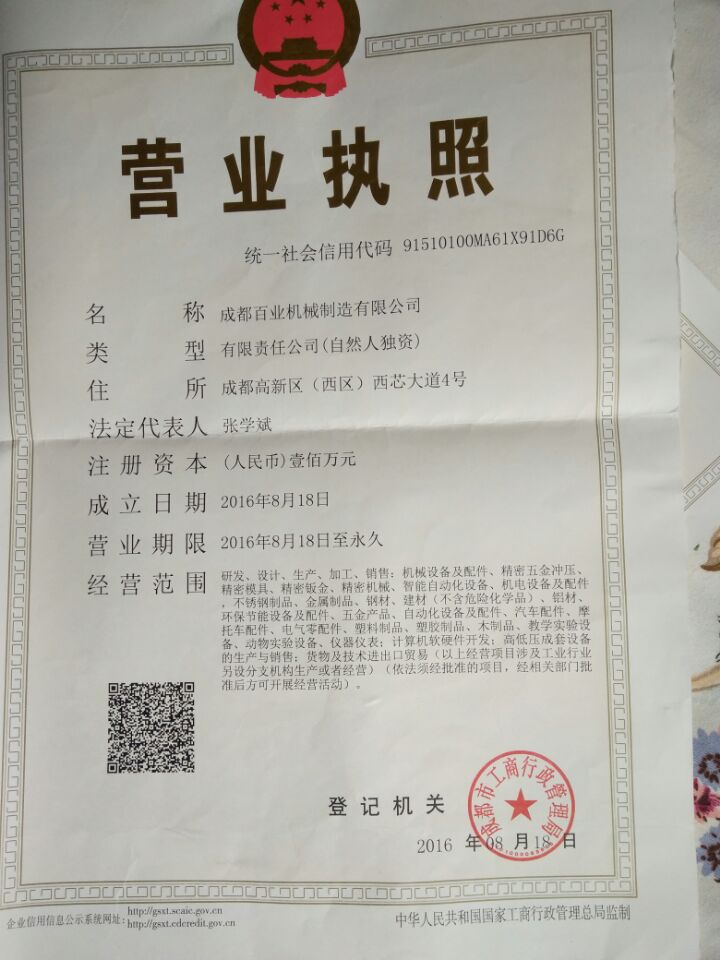 营业执照
统一社会信用代码 91510100MA61X91D6G
名称 成都百业机械制造有限公司
类型 有限责任公司(自然人独资)
住所 成都高新区（西区）西芯大道4号
法定代表人 张学斌
注册资本 (人民币)壹佰万元
成立日期 2016年8月18日
营业期限 2016年8月18日至永久
经营范围 研发、设计、生产、加工、销售：机械设备及配件、精密五金冲压、
精密模具、精密钣金、精密机械、智能自动化设备、机电设备及配件
，不锈钢制品、金属制品、钢材、建材（不含危险化学品）、铝材、
环保节能设备及配件、五金产品、自动化设备及配件、汽车配件、摩
托车配件、电气零配件、塑料制品、塑胶制品、木制品、教学实验设
备、动物实验设备、仪器仪表；计算机软硬件开发；高低压成套设备
的生产与销售；货物及技术进出口贸易（以上经营项目涉及工业行业
另设分支机构生产或者经营）（依法须经批准的项目，经相关部门批
准后方可开展经营活动）。
登记机关
成都市工商行政管理局
2016 年08 月18 日
企业信用信息公示系统网址：
http://gsxt.scaic.gov.cn
http://gsxt.cdcredit.gov.cn
中华人民共和国国家工商行政管理总局监制